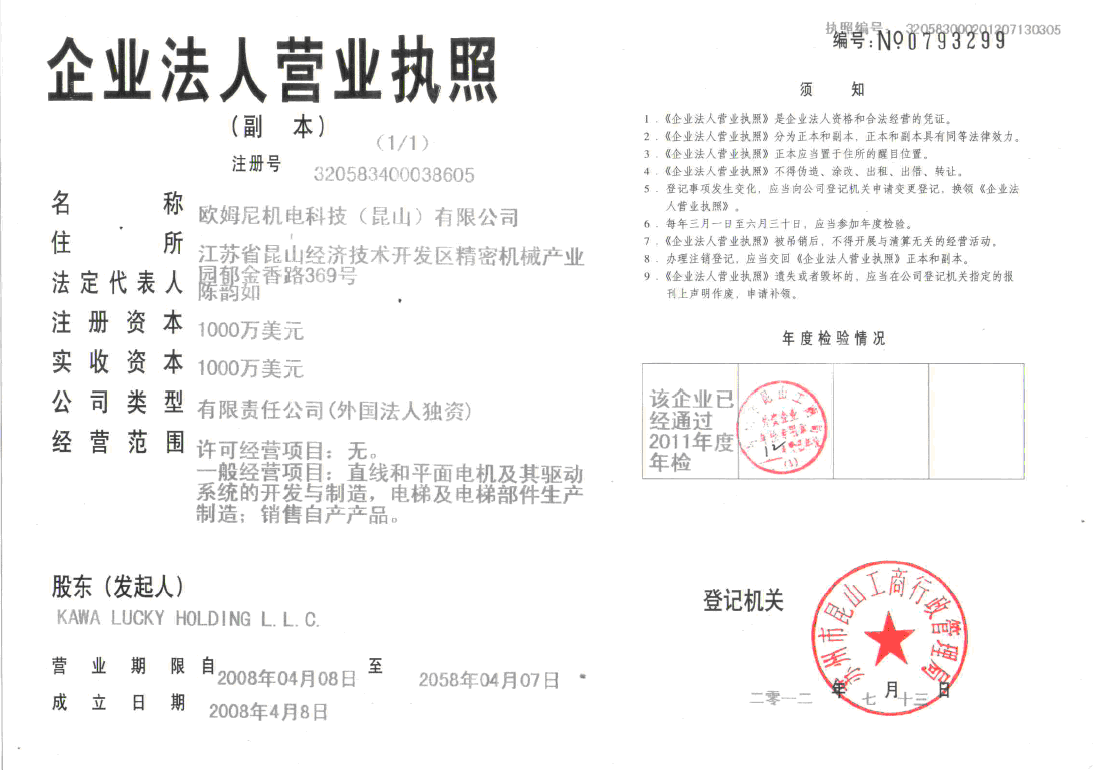 企业法人营业执照
（副 本）
（1/1）
注册号 320583400038605
名 称 欧姆尼机电科技（昆山）有限公司
住 所 江苏省昆山经济技术开发区精密机械产业
园郁金香路369号
法定代表人 陈韵如
注册资本 1000万美元
实收资本 1000万美元
公司类型 有限责任公司(外国法人独资)
经营范围 许可经营项目：无。
一般经营项目：直线和平面电机及其驱动
系统的开发与制造，电梯及电梯部件生产
制造；销售自产产品。
股东（发起人）
KAWA LUCKY HOLDING L.L.C.
营业期限自 2008年04月08日 至 2058年04月07日
成立日期 2008年4月8日
执照编号 320583000201207130305
编号：No 0793299
须 知
1．《企业法人营业执照》是企业法人资格和合法经营的凭证。
2．《企业法人营业执照》分为正本和副本，正本和副本具有同等法律效力。
3．《企业法人营业执照》正本应当置于住所的醒目位置。
4．《企业法人营业执照》不得伪造、涂改、出租、出借、转让。
5．登记事项发生变化，应当向公司登记机关申请变更登记，换领《企业法
人营业执照》。
6．每年三月一日至六月三十日，应当参加年度检验。
7．《企业法人营业执照》被吊销后，不得开展与清算无关的经营活动。
8．办理注销登记，应当交回《企业法人营业执照》正本和副本。
9．《企业法人营业执照》遗失或者毁坏的，应当在公司登记机关指定的报
刊上声明作废，申请补领。
年度检验情况
该企业已
经通过
2011年度
年检
登记机关
苏州市昆山工商行政管理局
二零一二 年 七 月 十三 日